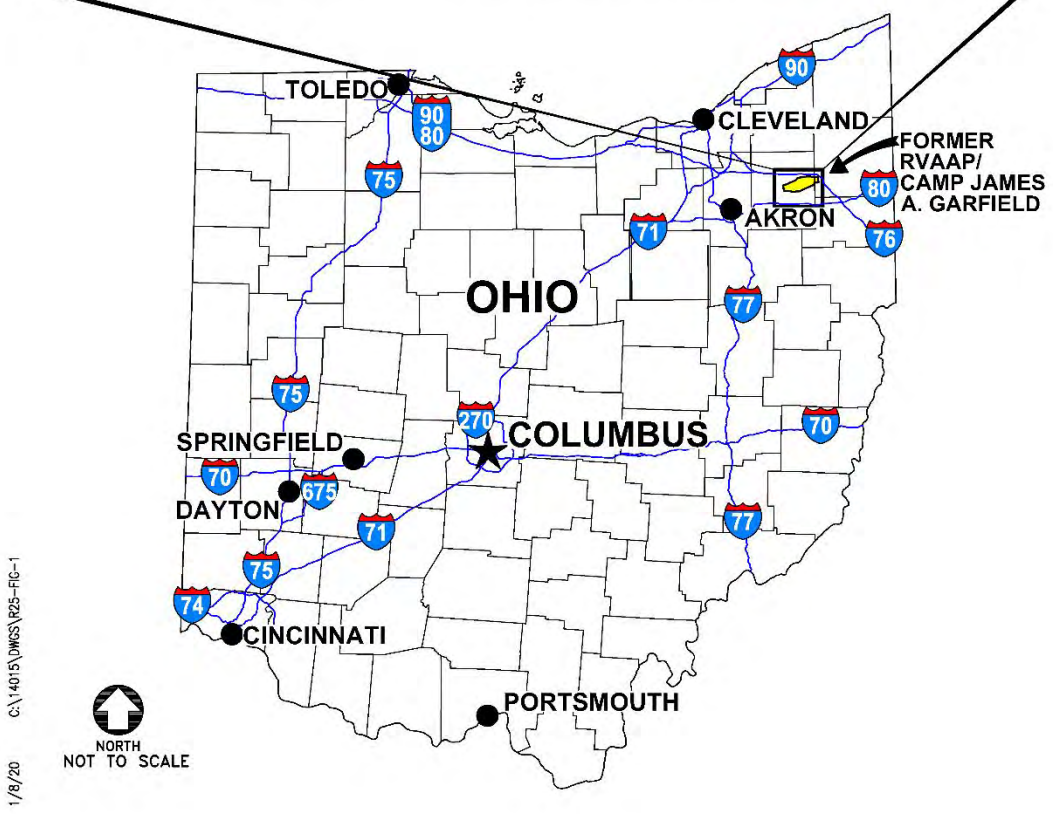 90
TOLEDO
90
80
CLEVELAND
FORMER
RVAAP/
CAMP JAMES
A. GARFIELD
75
80
AKRON
71
76
OHIO
77
75
270
70
COLUMBUS
SPRINGFIELD
70
675
DAYTON
71
77
75
74
CINCINNATI
PORTSMOUTH
NORTH
NOT TO SCALE
1/8/20 C:\14015\DWGS\R25-FIG-1